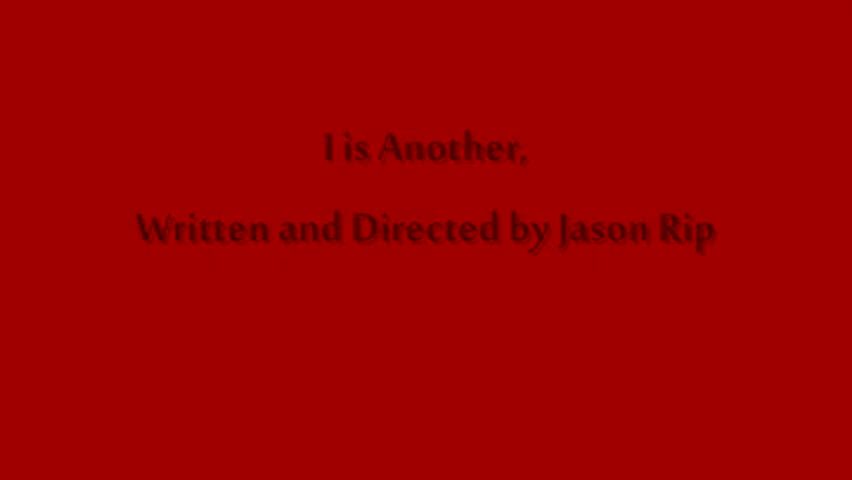 I is Another,
Written and Directed by Jason Rip